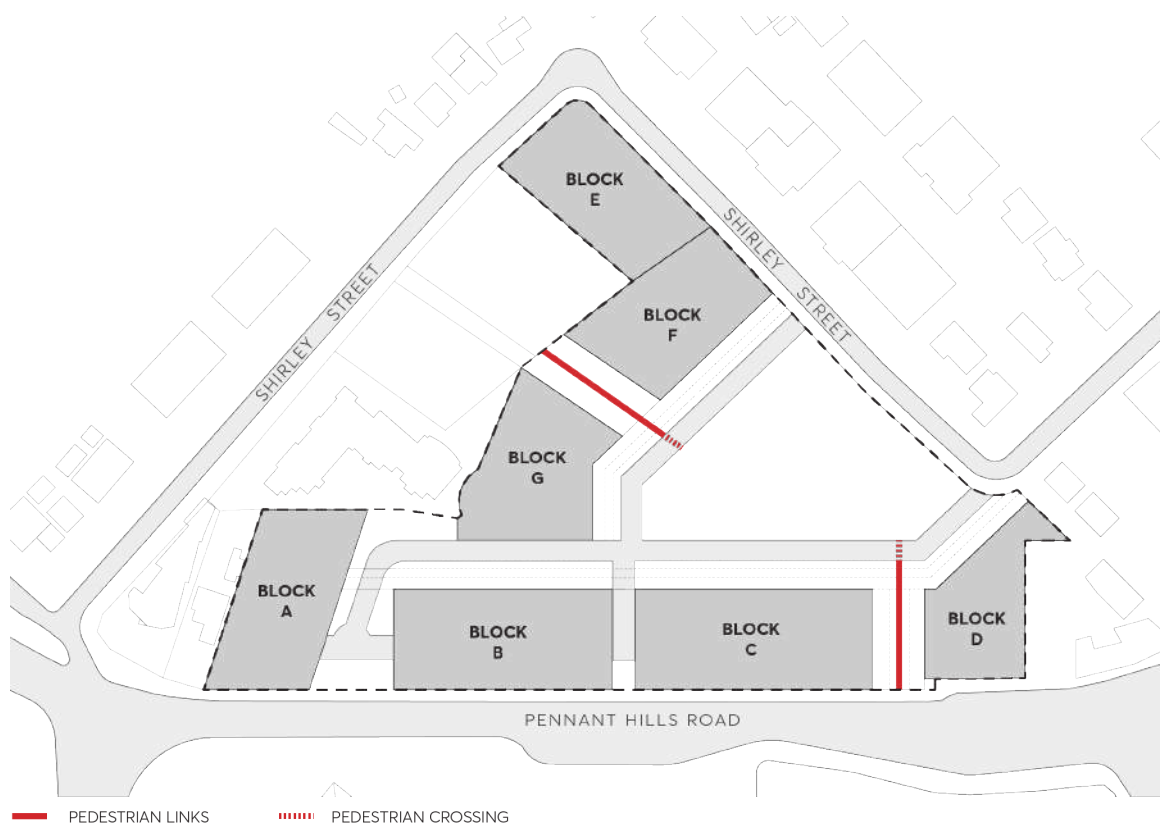 BLOCK
E
SHIRLEY STREET
SHIRLEY STREET
BLOCK
F
BLOCK
G
BLOCK
A
BLOCK
B
BLOCK
C
BLOCK
D
PENNANT HILLS ROAD
PEDESTRIAN LINKS
PEDESTRIAN CROSSING